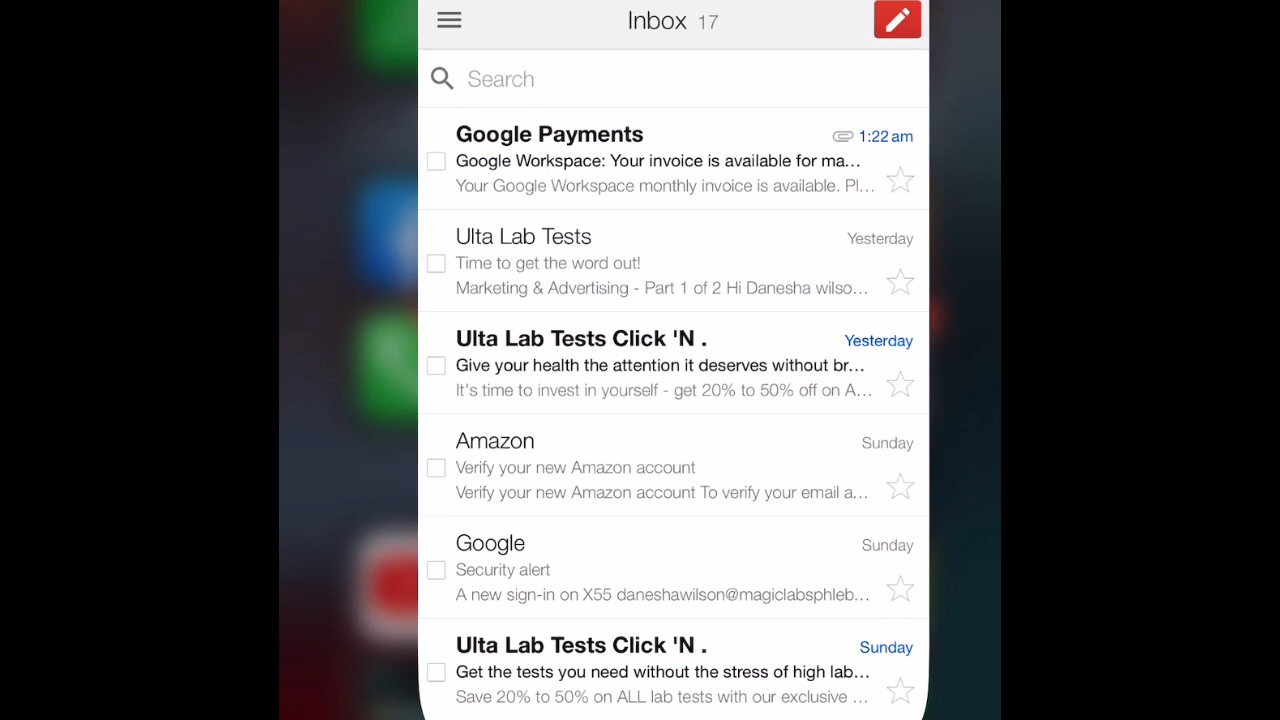 Inbox 17
Search
Google Payments 1:22 am
Google Workspace: Your invoice is available for ma...
Your Google Workspace monthly invoice is available. Pl...
Ulta Lab Tests Yesterday
Time to get the word out!
Marketing & Advertising - Part 1 of 2 Hi Danesha wilso...
Ulta Lab Tests Click 'N . Yesterday
Give your health the attention it deserves without br...
It's time to invest in yourself - get 20% to 50% off on A...
Amazon Sunday
Verify your new Amazon account
Verify your new Amazon account To verify your email a...
Google Sunday
Security alert
A new sign-in on X55 daneshawilson@magiclabsphleb...
Ulta Lab Tests Click 'N . Sunday
Get the tests you need without the stress of high lab...
Save 20% to 50% on ALL lab tests with our exclusive ...